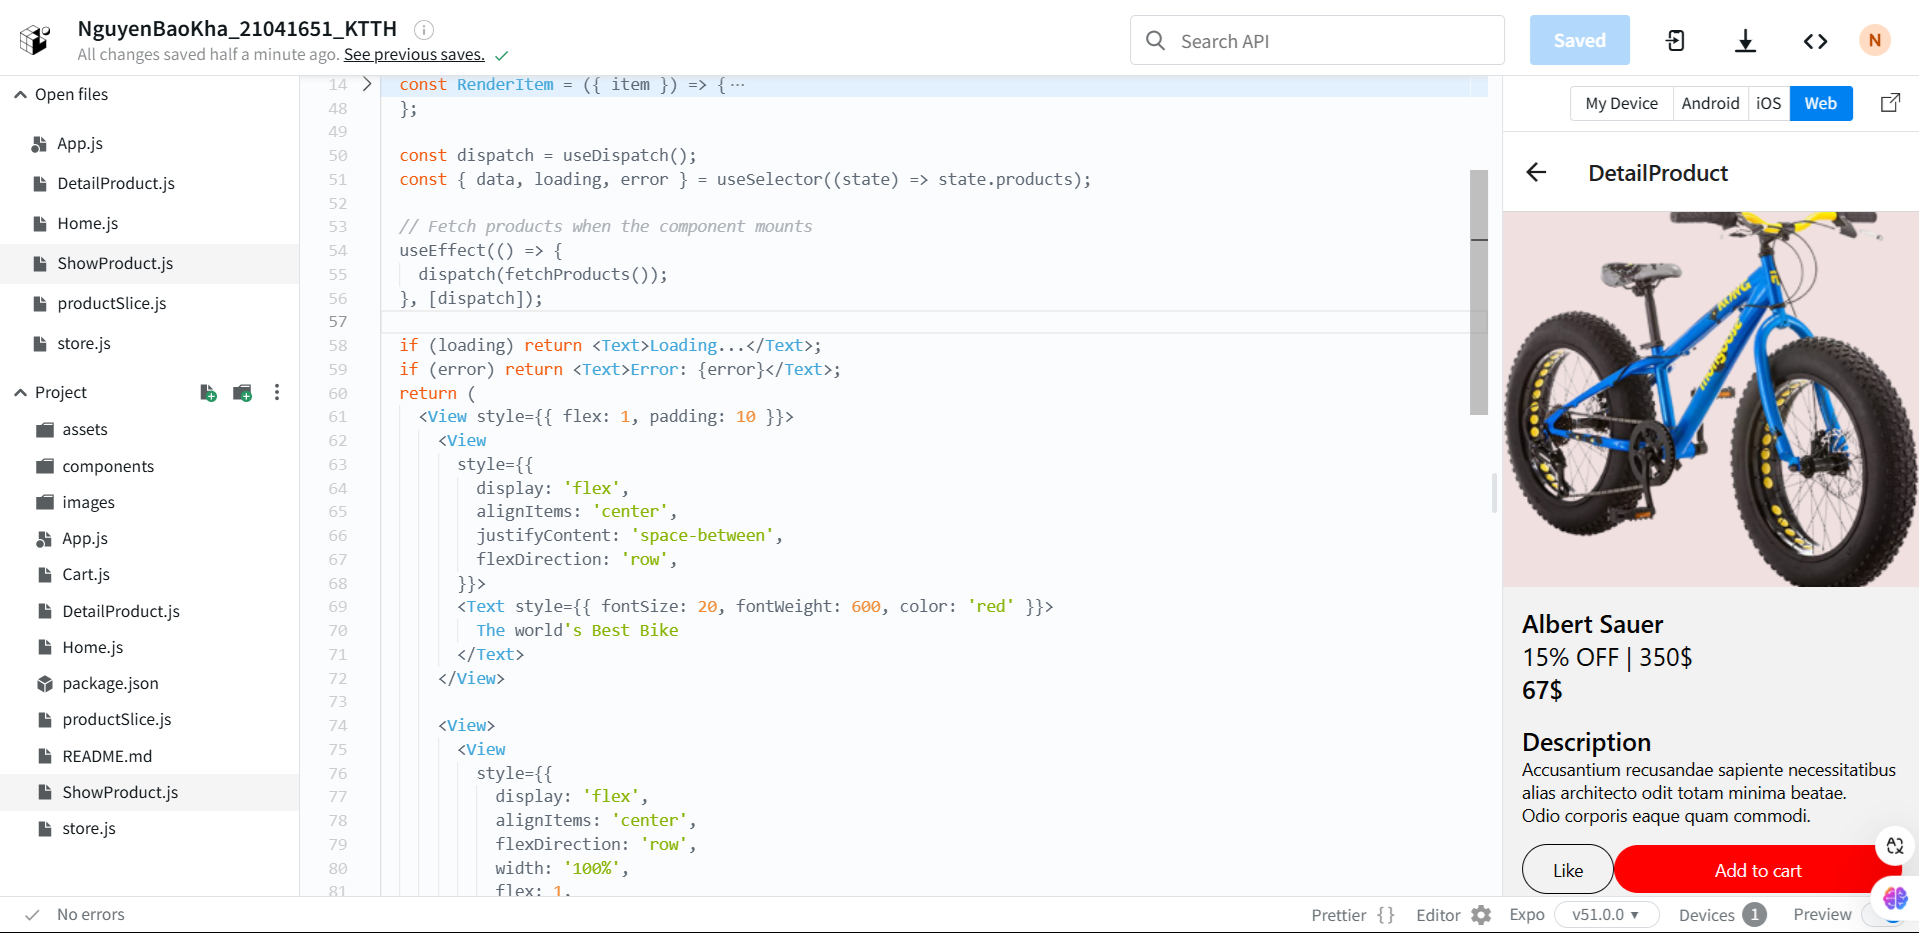 NguyenBaoKha_21041651_KTTH
All changes saved half a minute ago. See previous saves.
Search API
Saved
N
Open files
App.js
DetailProduct.js
Home.js
ShowProduct.js
productSlice.js
store.js
Project
assets
components
images
App.js
Cart.js
DetailProduct.js
Home.js
package.json
productSlice.js
README.md
ShowProduct.js
store.js
14 const RenderItem = ({ item }) => { ···
48 };
49
50 const dispatch = useDispatch();
51 const { data, loading, error } = useSelector((state) => state.products);
52
53 // Fetch products when the component mounts
54 useEffect(() => {
55 dispatch(fetchProducts());
56 }, [dispatch]);
57
58 if (loading) return <Text>Loading...</Text>;
59 if (error) return <Text>Error: {error}</Text>;
60 return (
61 <View style={{ flex: 1, padding: 10 }}>
62 <View
63 style={{
64 display: 'flex',
65 alignItems: 'center',
66 justifyContent: 'space-between',
67 flexDirection: 'row',
68 }}>
69 <Text style={{ fontSize: 20, fontWeight: 600, color: 'red' }}>
70 The world's Best Bike
71 </Text>
72 </View>
73
74 <View>
75 <View
76 style={{
77 display: 'flex',
78 alignItems: 'center',
79 flexDirection: 'row',
80 width: '100%',
81 flex: 1,
My Device Android iOS Web
DetailProduct
mongoose
Albert Sauer
15% OFF | 350$
67$
Description
Accusantium recusandae sapiente necessitatibus
alias architecto odit totam minima beatae.
Odio corporis eaque quam commodi.
Like Add to cart
No errors
Prettier {} Editor Expo v51.0.0 Devices 1 Preview